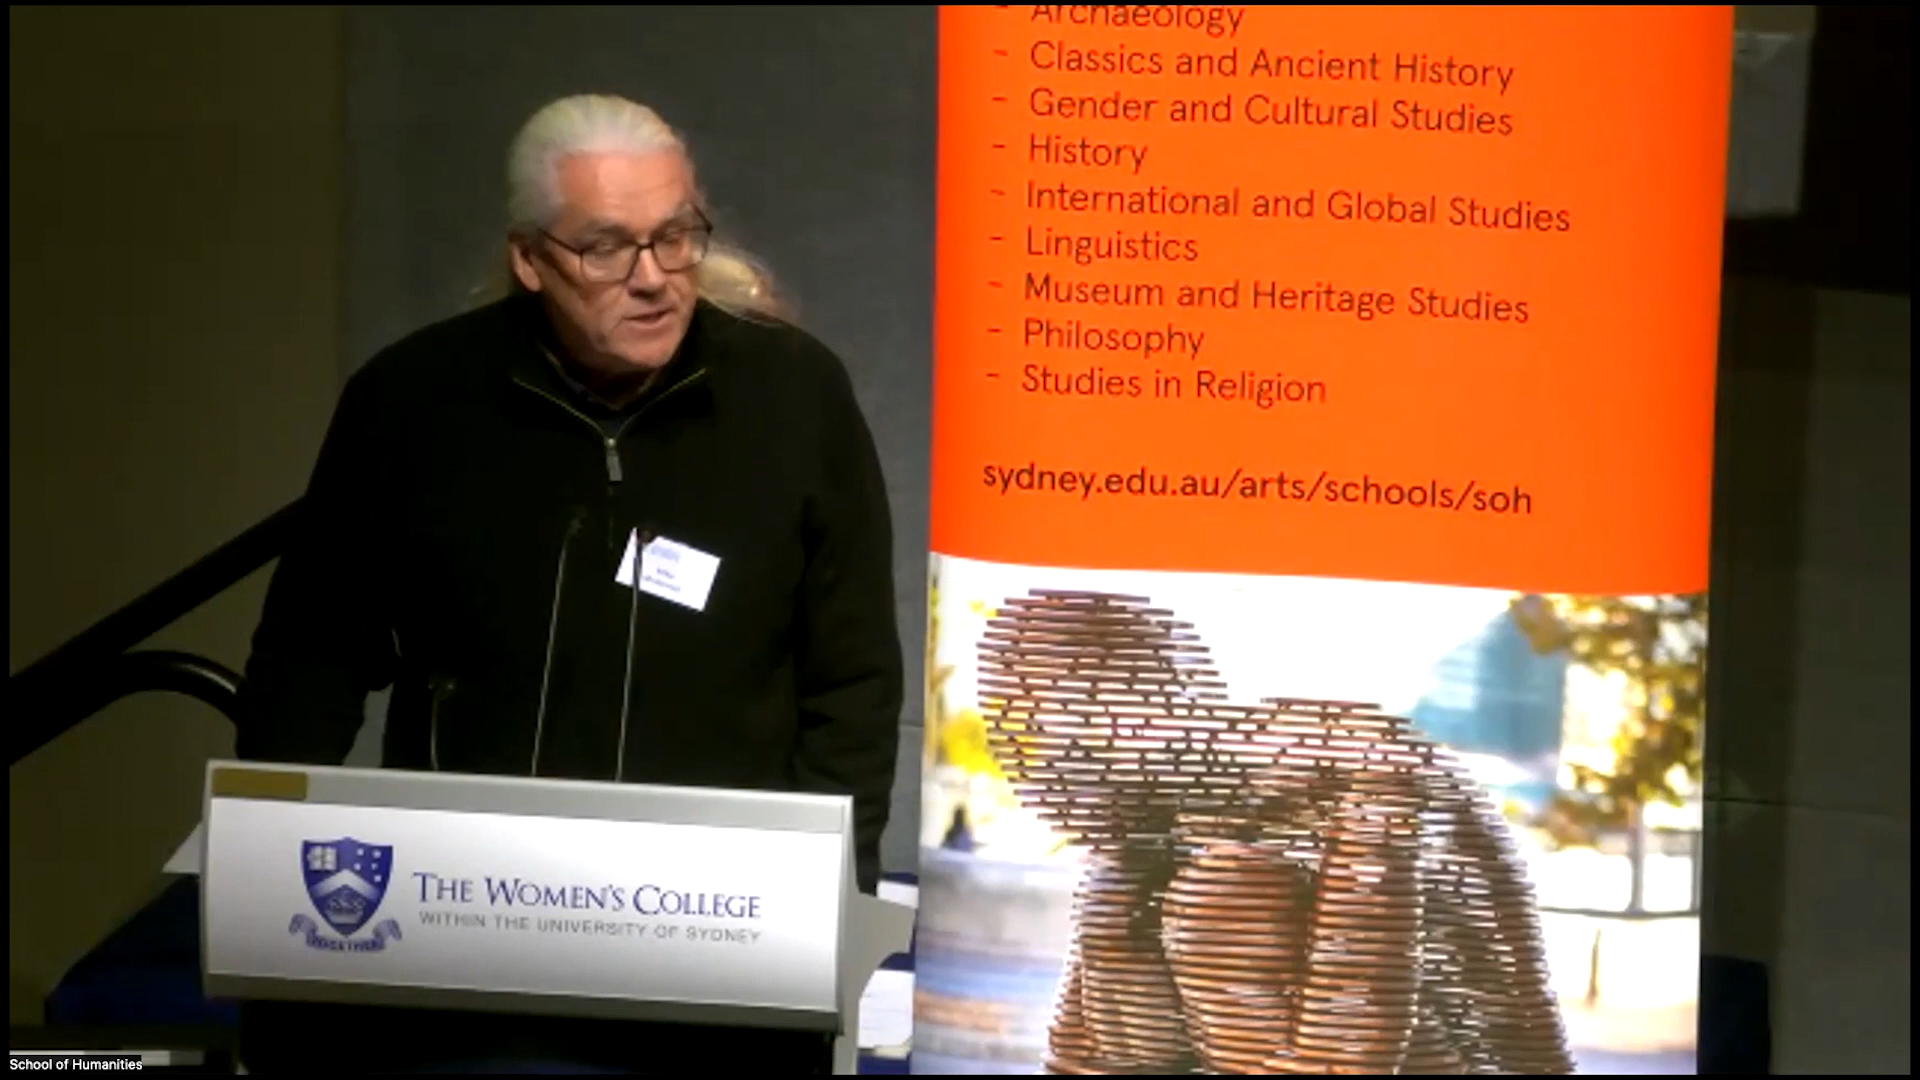 - Archaeology
- Classics and Ancient History
- Gender and Cultural Studies
- History
- International and Global Studies
- Linguistics
- Museum and Heritage Studies
- Philosophy
- Studies in Religion
sydney.edu.au/arts/schools/soh
THE WOMEN'S COLLEGE
WITHIN THE UNIVERSITY OF SYDNEY
School of Humanities